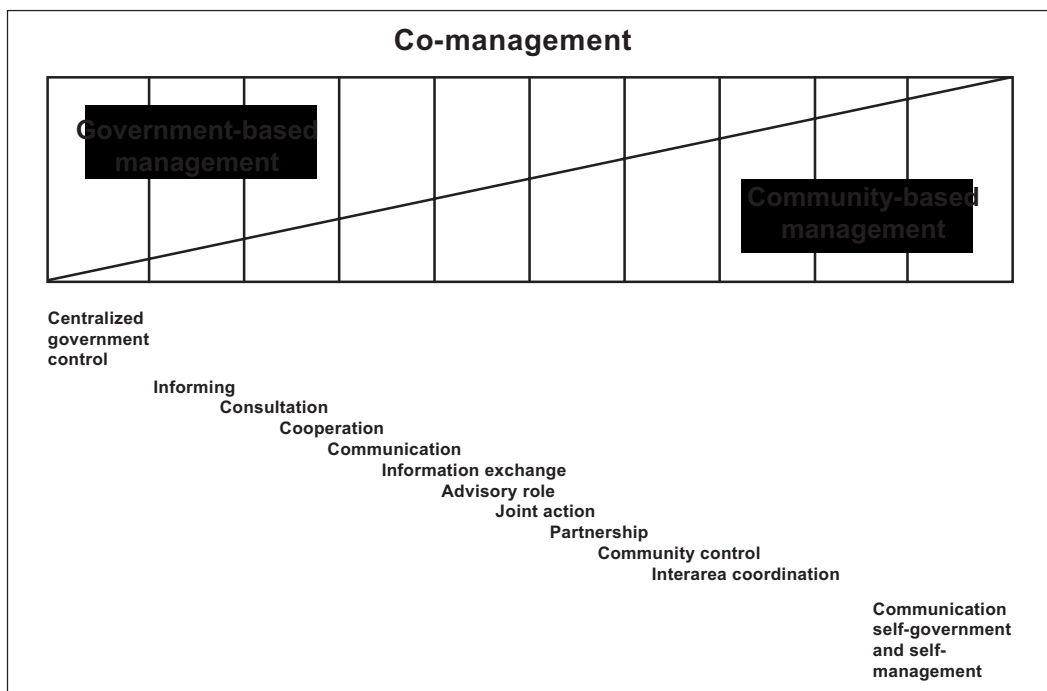 Co-management
Government-based
management
Community-based
management
Centralized
government
control
Informing
Consultation
Cooperation
Communication
Information exchange
Advisory role
Joint action
Partnership
Community control
Interarea coordination
Communication
self-government
and self-
management